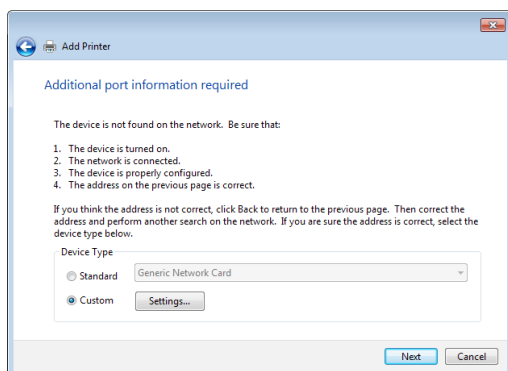 Add Printer
Additional port information required
The device is not found on the network. Be sure that:
1. The device is turned on.
2. The network is connected.
3. The device is properly configured.
4. The address on the previous page is correct.
If you think the address is not correct, click Back to return to the previous page. Then correct the
address and perform another search on the network. If you are sure the address is correct, select the
device type below.
Device Type
Standard Generic Network Card
Custom Settings...
Next Cancel